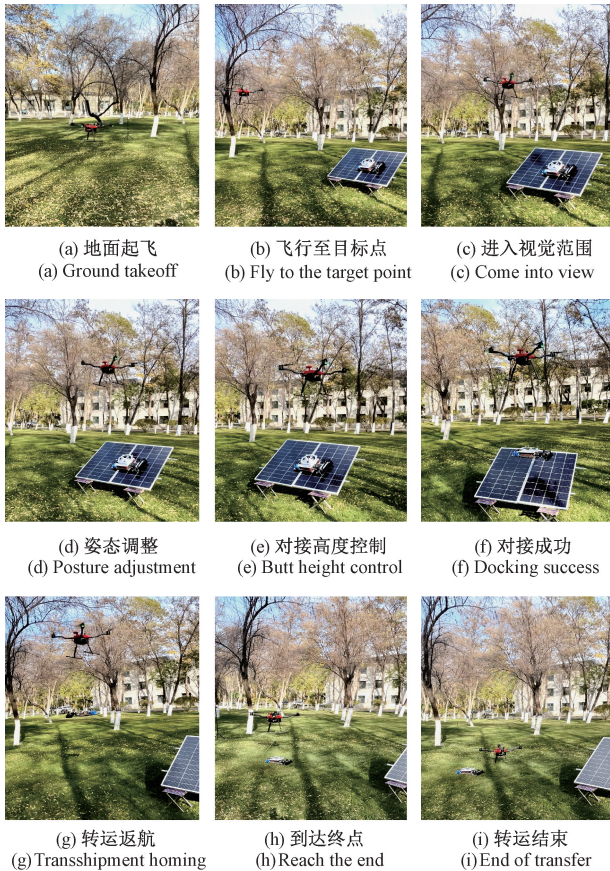 (a) 地面起飞
(a) Ground takeoff
(b) 飞行至目标点
(b) Fly to the target point
(c) 进入视觉范围
(c) Come into view
(d) 姿态调整
(d) Posture adjustment
(e) 对接高度控制
(e) Butt height control
(f) 对接成功
(f) Docking success
(g) 转运返航
(g) Transshipment homing
(h) 到达终点
(h) Reach the end
(i) 转运结束
(i) End of transfer